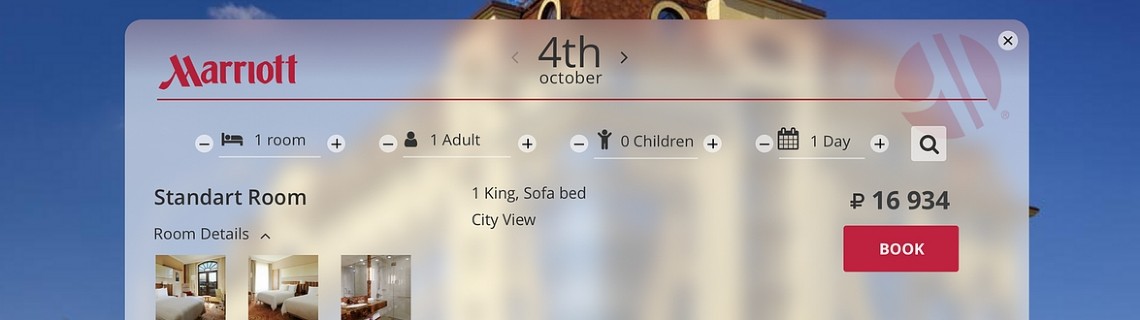 Marriott
4th
october
1 room
1 Adult
0 Children
1 Day
Standart Room
1 King, Sofa bed
City View
₽ 16 934
Room Details
BOOK
®